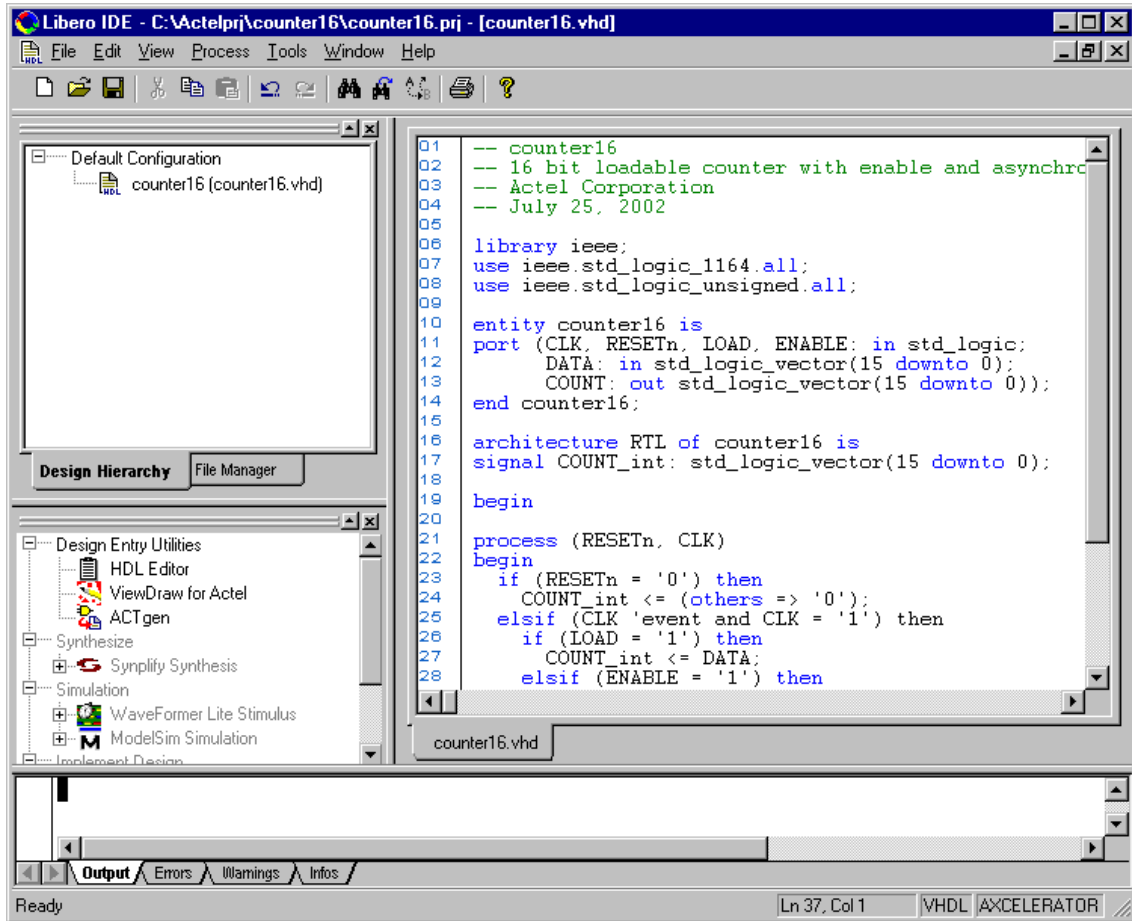 Libero IDE - C:\Actelprj\counter16\counter16.prj - [counter16.vhd]
File Edit View Process Tools Window Help
Default Configuration
counter16 (counter16.vhd)
Design Hierarchy File Manager
Design Entry Utilities
HDL Editor
ViewDraw for Actel
ACTgen
Synthesize
Synplify Synthesis
Simulation
WaveFormer Lite Stimulus
ModelSim Simulation
Implement Design
01 -- counter16
02 -- 16 bit loadable counter with enable and asynchro
03 -- Actel Corporation
04 -- July 25, 2002
05
06 library ieee;
07 use ieee.std_logic_1164.all;
08 use ieee.std_logic_unsigned.all;
09
10 entity counter16 is
11 port (CLK, RESETn, LOAD, ENABLE: in std_logic;
12 DATA: in std_logic_vector(15 downto 0);
13 COUNT: out std_logic_vector(15 downto 0));
14 end counter16;
15
16 architecture RTL of counter16 is
17 signal COUNT_int: std_logic_vector(15 downto 0);
18
19 begin
20
21 process (RESETn, CLK)
22 begin
23 if (RESETn = '0') then
24 COUNT_int <= (others => '0');
25 elsif (CLK 'event and CLK = '1') then
26 if (LOAD = '1') then
27 COUNT_int <= DATA;
28 elsif (ENABLE = '1') then
counter16.vhd
Output Errors Warnings Infos
Ready Ln 37, Col 1 VHDL AXCELERATOR